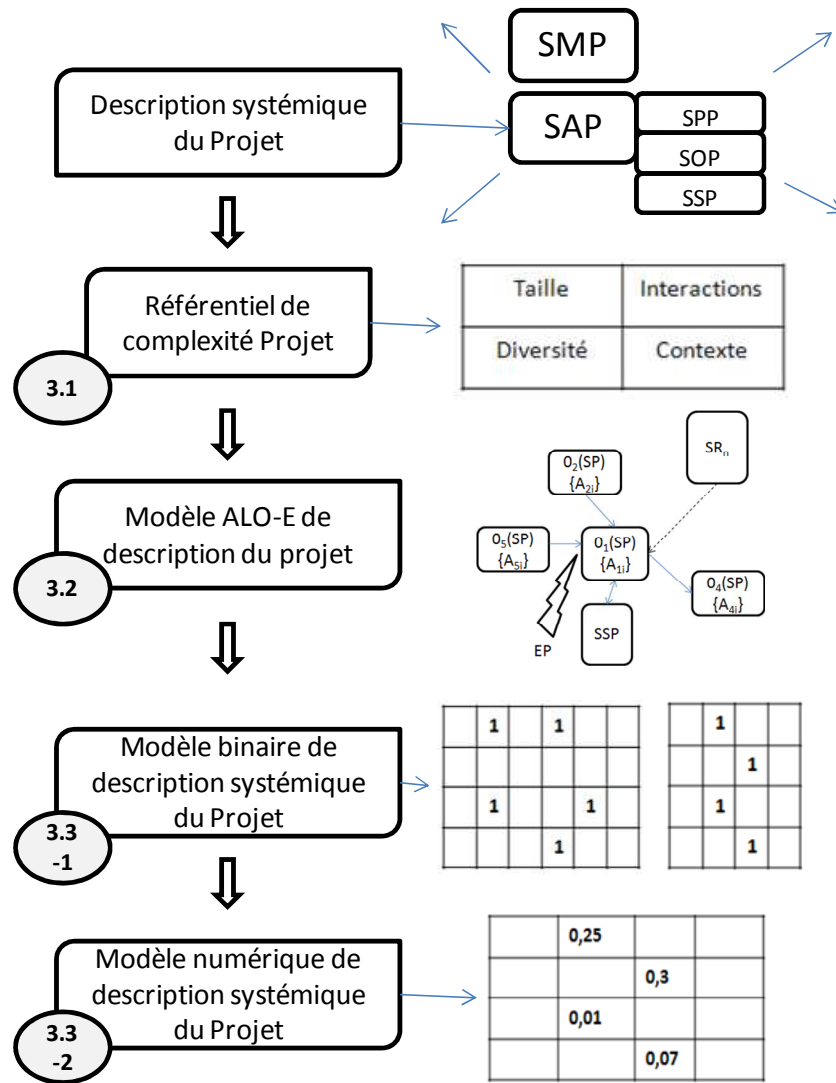 SMP
Description systémique
du Projet
SAP
SPP
SOP
SSP
Référentiel de
complexité Projet
3.1
Taille Interactions
Diversité Contexte
Modèle ALO-E de
description du projet
3.2
O₂(SP)
{A₂ᵢ}
SRₙ
O₅(SP)
{A₅ᵢ}
O₁(SP)
{A₁ᵢ}
O₄(SP)
{A₄ᵢ}
EP
SSP
Modèle binaire de
description systémique
du Projet
3.3
-1
1 1
1 1
1
1
1
1
1
Modèle numérique de
description systémique
du Projet
3.3
-2
0,25
0,3
0,01
0,07